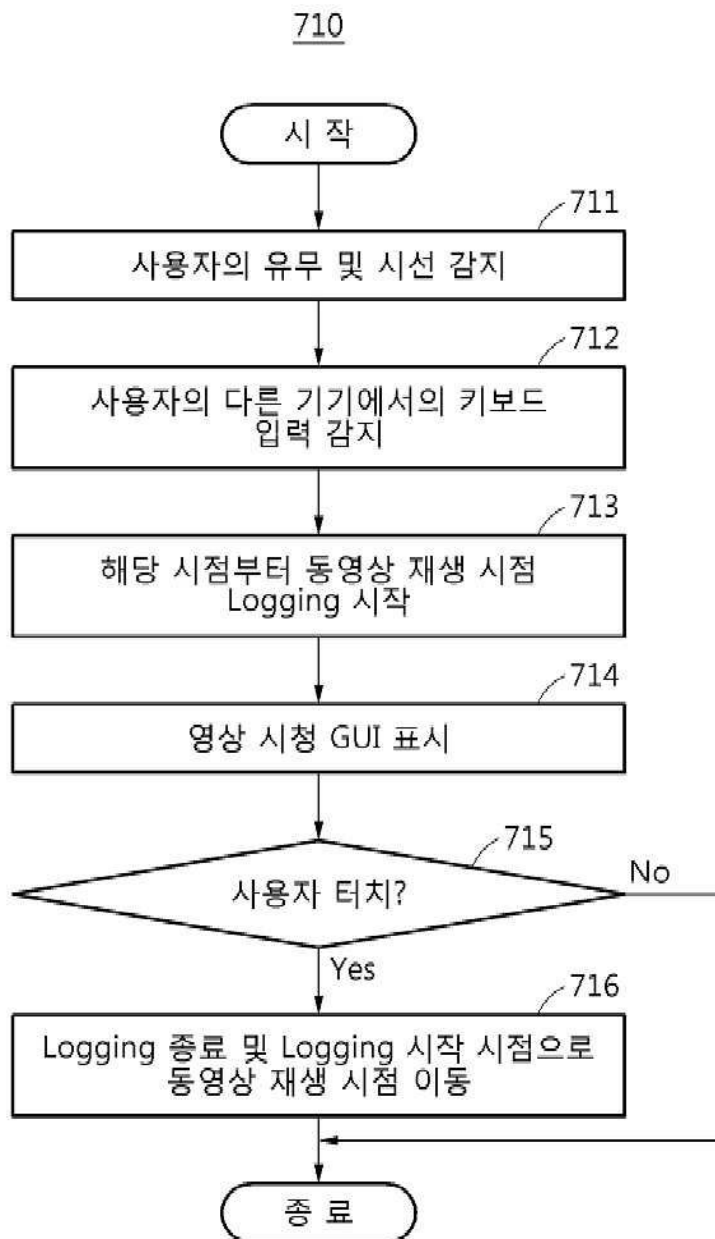 710
시 작
711
사용자의 유무 및 시선 감지
712
사용자의 다른 기기에서의 키보드
입력 감지
713
해당 시점부터 동영상 재생 시점
Logging 시작
714
영상 시청 GUI 표시
715
사용자 터치?
No
Yes
716
Logging 종료 및 Logging 시작 시점으로
동영상 재생 시점 이동
종 료